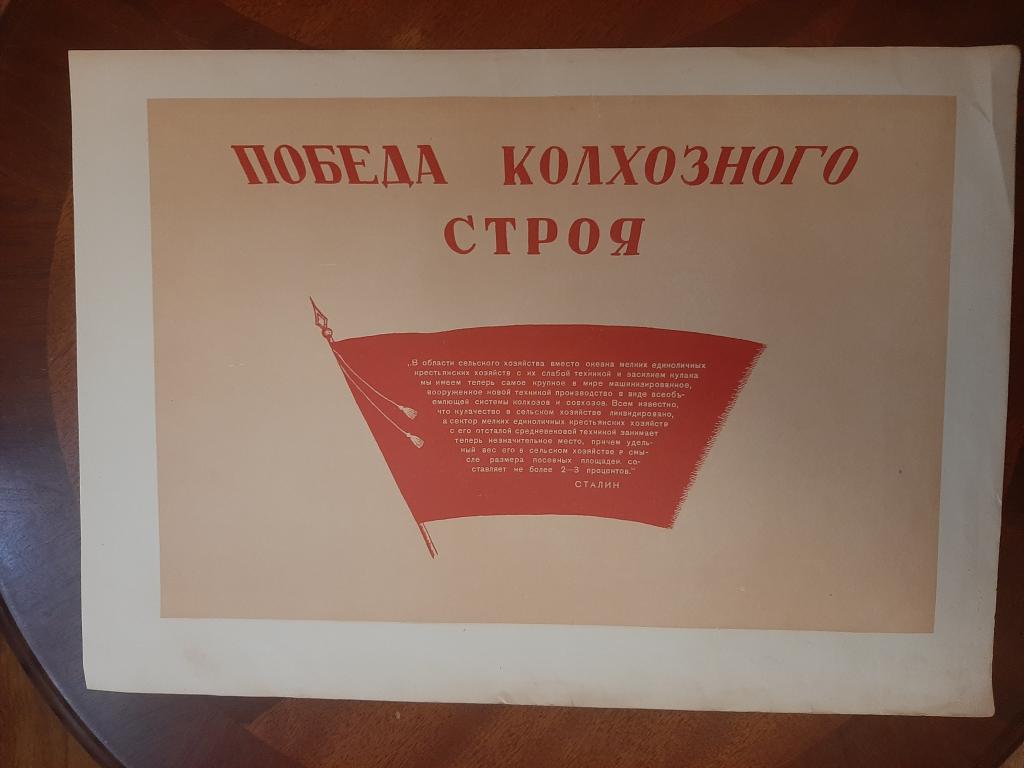 ПОБЕДА КОЛХОЗНОГО
СТРОЯ
„В области сельского хозяйства вместо океана мелких единоличных
крестьянских хозяйств с их слабой техникой и засилием кулака
мы имеем теперь самое крупное в мире машинизированное,
вооруженное новой техникой производство в виде всеобъ-
емлющей системы колхозов и совхозов. Всем известно,
что кулачество в сельском хозяйстве ликвидировано,
а сектор мелких единоличных крестьянских хозяйств
с его отсталой средневековой техникой занимает
теперь незначительное место, причем удель-
ный вес его в сельском хозяйстве в смы-
сле размера посевных площадей со-
ставляет не более 2—3 процентов."
СТАЛИН